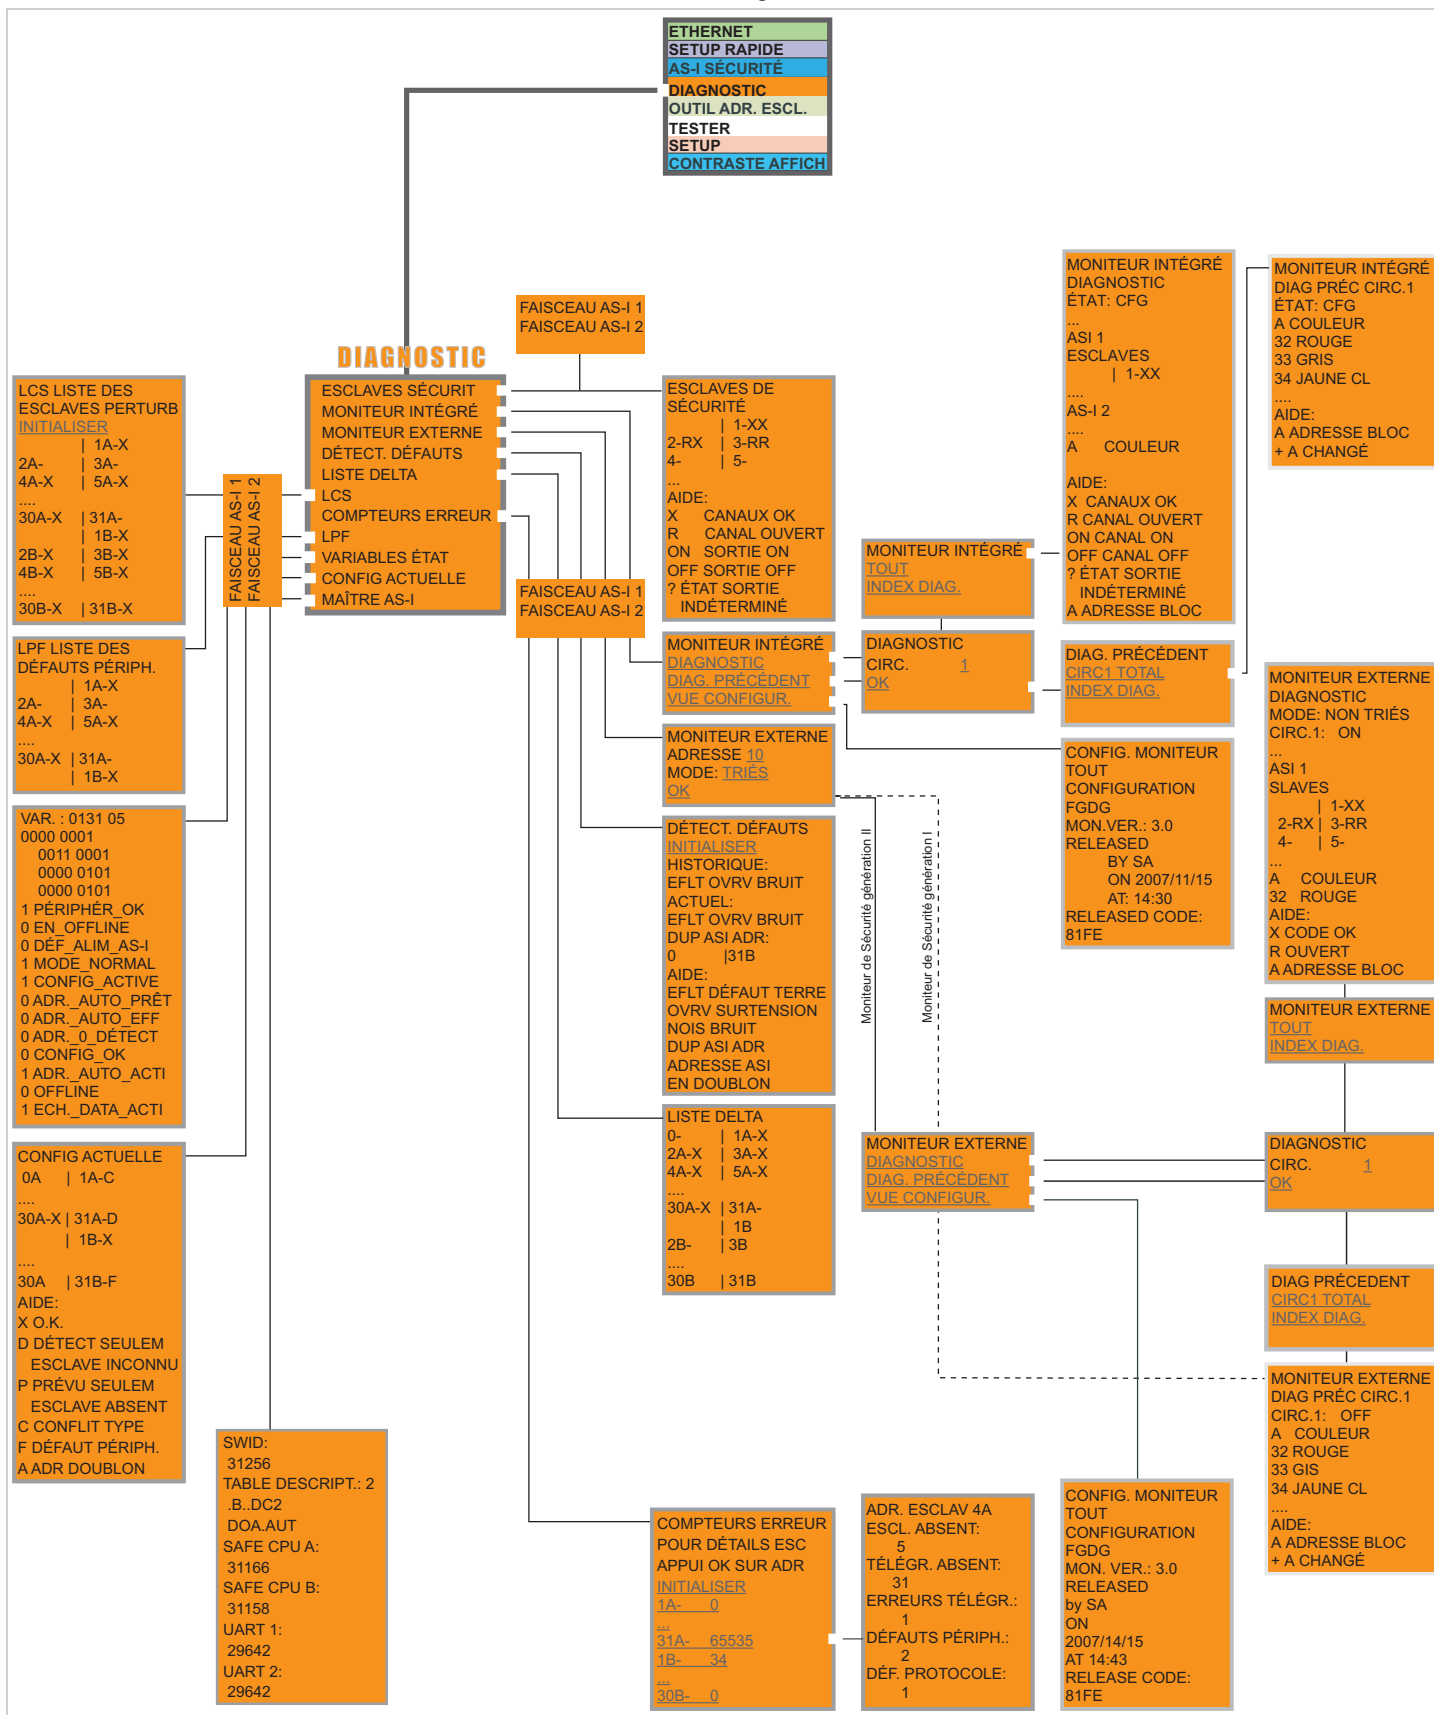 ETHERNET
SETUP RAPIDE
AS-I SÉCURITÉ
DIAGNOSTIC
OUTIL ADR. ESCL.
TESTER
SETUP
CONTRASTE AFFICH
DIAGNOSTIC
ESCLAVES SÉCURIT
MONITEUR INTÉGRÉ
MONITEUR EXTERNE
DÉTECT. DÉFAUTS
LISTE DELTA
LCS
COMPTEURS ERREUR
LPF
VARIABLES ÉTAT
CONFIG ACTUELLE
MAÎTRE AS-I
FAISCEAU AS-I 1
FAISCEAU AS-I 2
FAISCEAU AS-I 1
FAISCEAU AS-I 2
FAISCEAU AS-I 1
FAISCEAU AS-I 2
LCS LISTE DES
ESCLAVES PERTURB
INITIALISER
| 1A-X
2A- | 3A-
4A-X | 5A-X
....
30A-X | 31A-
| 1B-X
2B-X | 3B-X
4B-X | 5B-X
....
30B-X | 31B-X
LPF LISTE DES
DÉFAUTS PÉRIPH.
| 1A-X
2A- | 3A-
4A-X | 5A-X
....
30A-X | 31A-
| 1B-X
VAR. : 0131 05
0000 0001
0011 0001
0000 0101
0000 0101
1 PÉRIPHÉR_OK
0 EN_OFFLINE
0 DÉF_ALIM_AS-I
1 MODE_NORMAL
1 CONFIG_ACTIVE
0 ADR._AUTO_PRÊT
0 ADR._AUTO_EFF
0 ADR._0_DÉTECT
0 CONFIG_OK
1 ADR._AUTO_ACTI
0 OFFLINE
1 ECH._DATA_ACTI
CONFIG ACTUELLE
0A | 1A-C
....
30A-X | 31A-D
| 1B-X
....
30A | 31B-F
AIDE:
X O.K.
D DÉTECT SEULEM
ESCLAVE INCONNU
P PRÉVU SEULEM
ESCLAVE ABSENT
C CONFLIT TYPE
F DÉFAUT PÉRIPH.
A ADR DOUBLON
SWID:
31256
TABLE DESCRIPT.: 2
.B..DC2
DOA.AUT
SAFE CPU A:
31166
SAFE CPU B:
31158
UART 1:
29642
UART 2:
29642
ESCLAVES DE
SÉCURITÉ
| 1-XX
2-RX | 3-RR
4- | 5-
...
AIDE:
X CANAUX OK
R CANAL OUVERT
ON SORTIE ON
OFF SORTIE OFF
? ÉTAT SORTIE
INDÉTERMINÉ
MONITEUR INTÉGRÉ
DIAGNOSTIC
DIAG. PRÉCÉDENT
VUE CONFIGUR.
MONITEUR EXTERNE
ADRESSE 10
MODE: TRIÉS
OK
DÉTECT. DÉFAUTS
INITIALISER
HISTORIQUE:
EFLT OVRV BRUIT
ACTUEL:
EFLT OVRV BRUIT
DUP ASI ADR:
0 |31B
AIDE:
EFLT DÉFAUT TERRE
OVRV SURTENSION
NOIS BRUIT
DUP ASI ADR
ADRESSE ASI
EN DOUBLON
LISTE DELTA
0- | 1A-X
2A-X | 3A-X
4A-X | 5A-X
....
30A-X | 31A-
| 1B
2B- | 3B
....
30B | 31B
COMPTEURS ERREUR
POUR DÉTAILS ESC
APPUI OK SUR ADR
INITIALISER
1A- 0
...
31A- 65535
1B- 34
...
30B- 0
ADR. ESCLAV 4A
ESCL. ABSENT:
5
TÉLÉGR. ABSENT:
31
ERREURS TÉLÉGR.:
1
DÉFAUTS PÉRIPH.:
2
DÉF. PROTOCOLE:
1
MONITEUR INTÉGRÉ
TOUT
INDEX DIAG.
DIAGNOSTIC
CIRC. 1
OK
Moniteur de Sécurité génération II
Moniteur de Sécurité génération I
MONITEUR EXTERNE
DIAGNOSTIC
DIAG. PRÉCÉDENT
VUE CONFIGUR.
MONITEUR INTÉGRÉ
DIAGNOSTIC
ÉTAT: CFG
...
ASI 1
ESCLAVES
| 1-XX
....
AS-I 2
....
A COULEUR
AIDE:
X CANAUX OK
R CANAL OUVERT
ON CANAL ON
OFF CANAL OFF
? ÉTAT SORTIE
INDÉTERMINÉ
A ADRESSE BLOC
DIAG. PRÉCÉDENT
CIRC1 TOTAL
INDEX DIAG.
CONFIG. MONITEUR
TOUT
CONFIGURATION
FGDG
MON.VER.: 3.0
RELEASED
BY SA
ON 2007/11/15
AT: 14:30
RELEASED CODE:
81FE
MONITEUR INTÉGRÉ
DIAG PRÉC CIRC.1
ÉTAT: CFG
A COULEUR
32 ROUGE
33 GRIS
34 JAUNE CL
....
AIDE:
A ADRESSE BLOC
+ A CHANGÉ
MONITEUR EXTERNE
DIAGNOSTIC
MODE: NON TRIÉS
CIRC.1: ON
...
ASI 1
SLAVES
| 1-XX
2-RX | 3-RR
4- | 5-
...
A COULEUR
32 ROUGE
AIDE:
X CODE OK
R OUVERT
A ADRESSE BLOC
MONITEUR EXTERNE
TOUT
INDEX DIAG.
DIAGNOSTIC
CIRC. 1
OK
DIAG PRÉCEDENT
CIRC1 TOTAL
INDEX DIAG.
MONITEUR EXTERNE
DIAG PRÉC CIRC.1
CIRC.1: OFF
A COULEUR
32 ROUGE
33 GIS
34 JAUNE CL
....
AIDE:
A ADRESSE BLOC
+ A CHANGÉ
CONFIG. MONITEUR
TOUT
CONFIGURATION
FGDG
MON. VER.: 3.0
RELEASED
by SA
ON
2007/14/15
AT 14:43
RELEASE CODE:
81FE